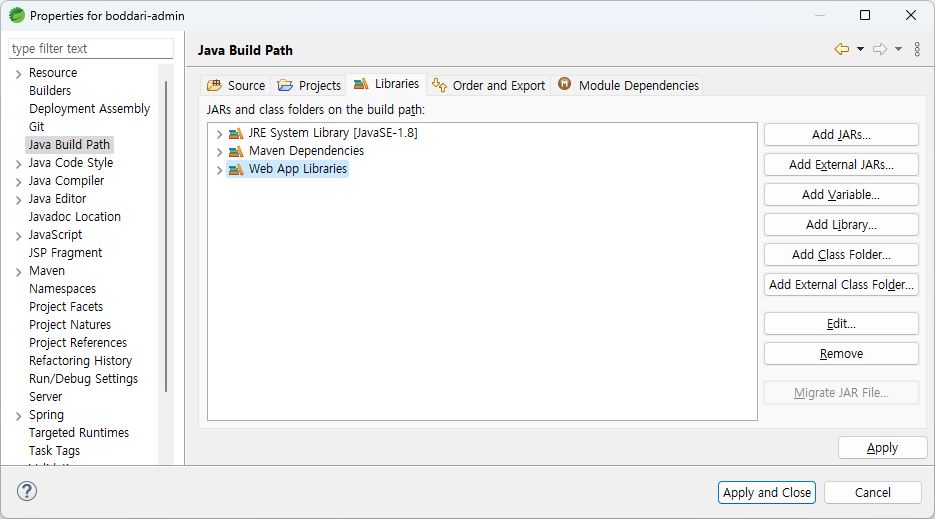 Properties for boddari-admin
type filter text
Resource
Builders
Deployment Assembly
Git
Java Build Path
Java Code Style
Java Compiler
Java Editor
Javadoc Location
JavaScript
JSP Fragment
Maven
Namespaces
Project Facets
Project Natures
Project References
Refactoring History
Run/Debug Settings
Server
Spring
Targeted Runtimes
Task Tags
Java Build Path
Source
Projects
Libraries
Order and Export
M Module Dependencies
JARs and class folders on the build path:
JRE System Library [JavaSE-1.8]
Maven Dependencies
Web App Libraries
Add JARs...
Add External JARs...
Add Variable...
Add Library...
Add Class Folder...
Add External Class Folder...
Edit...
Remove
Migrate JAR File...
Apply
?
Apply and Close
Cancel